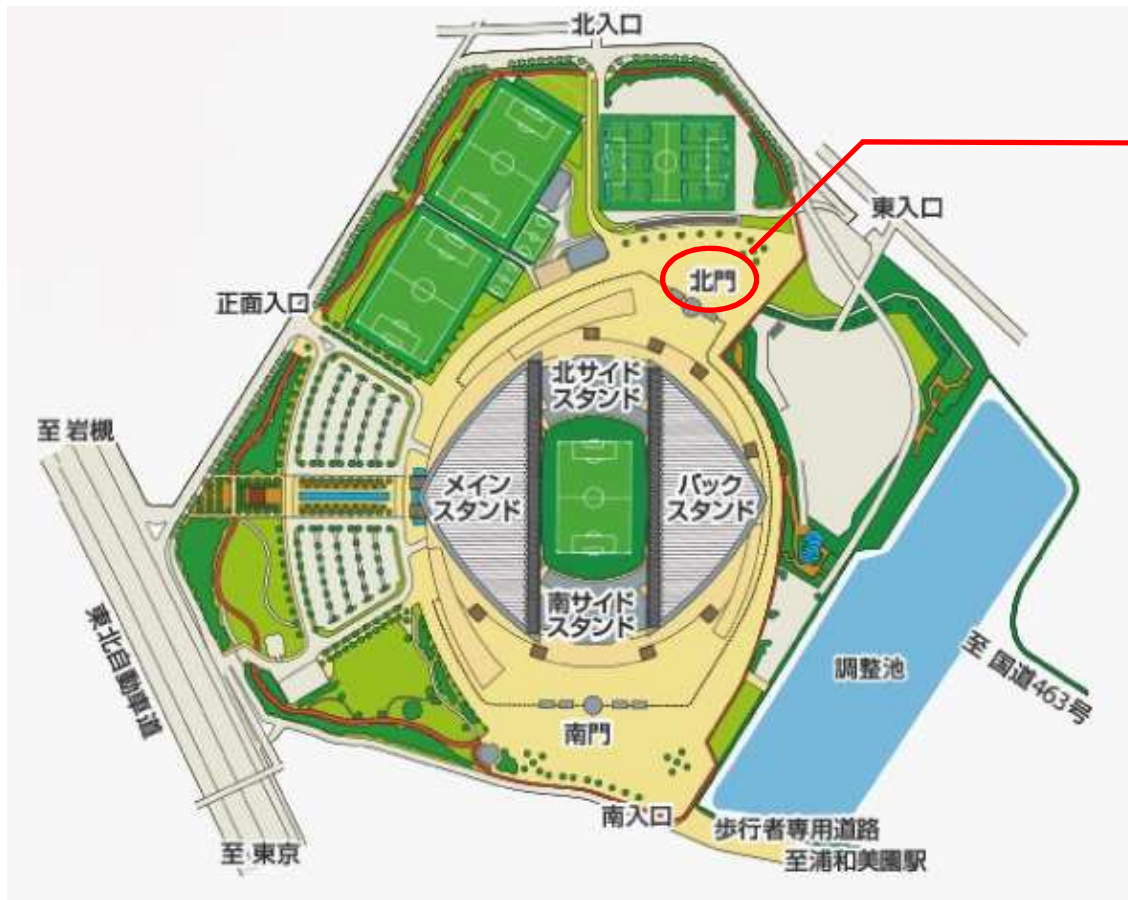 北入口
東入口
北門
正面入口
北サイド
スタンド
至 岩槻
メイン
スタンド
バック
スタンド
南サイド
スタンド
東北自動車道
調整池
至 国道463号
南門
南入口
歩行者専用道路
至 東京
至浦和美園駅